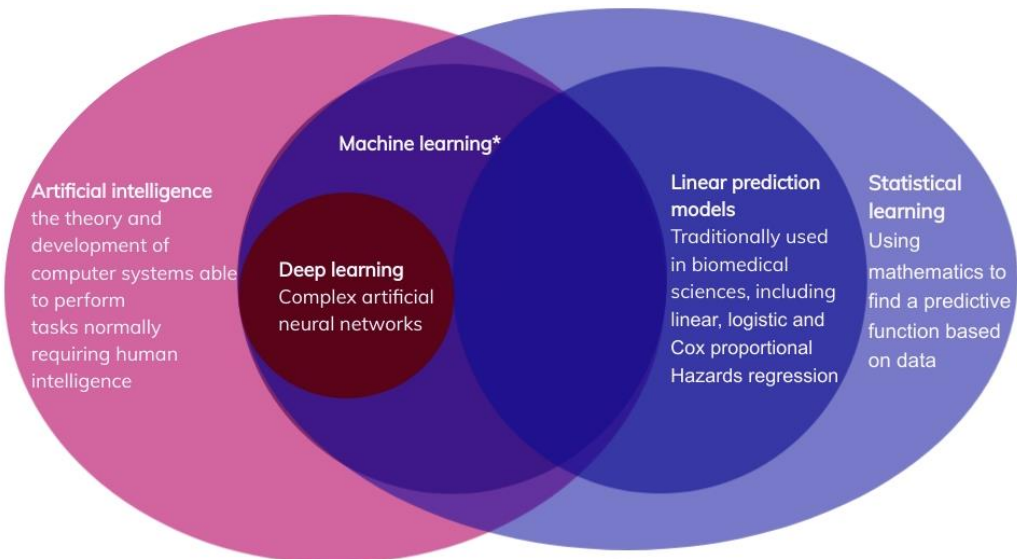 Machine learning*
Artificial intelligence
the theory and
development of
computer systems able
to perform
tasks normally
requiring human
intelligence
Deep learning
Complex artificial
neural networks
Linear prediction
models
Traditionally used
in biomedical
sciences, including
linear, logistic and
Cox proportional
Hazards regression
Statistical
learning
Using
mathematics to
find a predictive
function based
on data